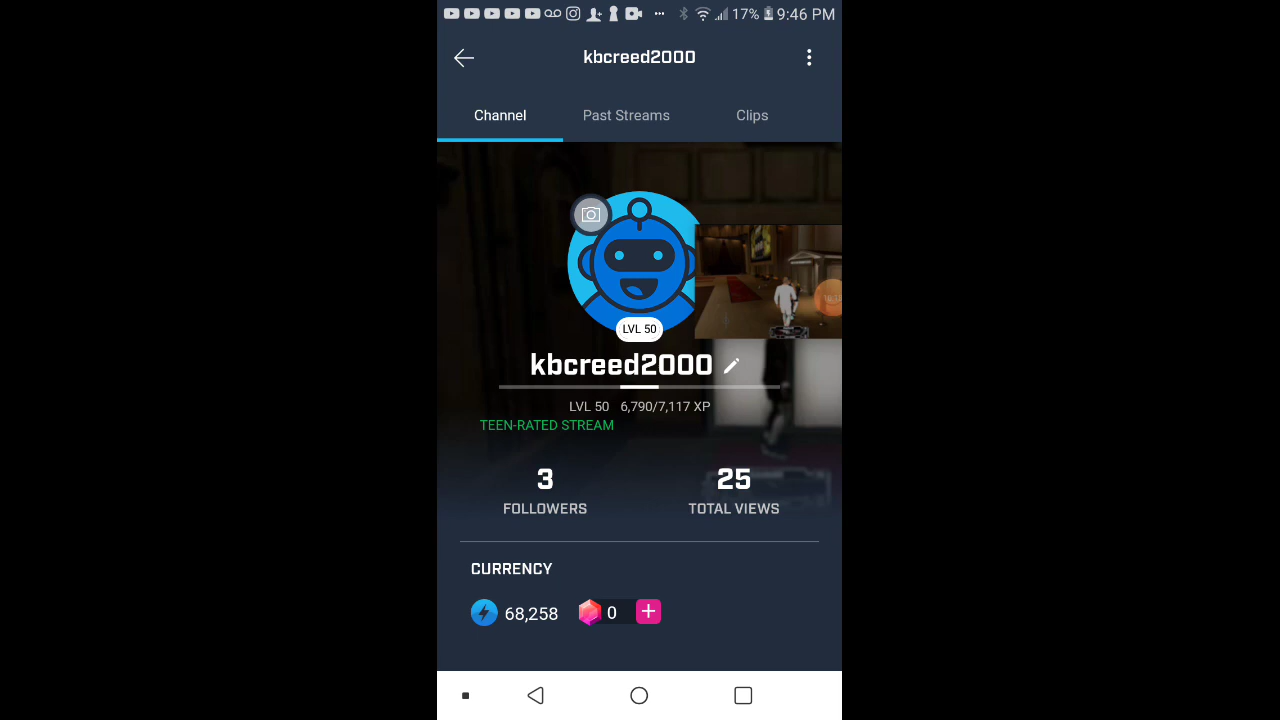 17% 9:46 PM
kbcreed2000
Channel Past Streams Clips
LVL 50
kbcreed2000
LVL 50 6,790/7,117 XP
TEEN-RATED STREAM
3 25
FOLLOWERS TOTAL VIEWS
CURRENCY
68,258 0 +